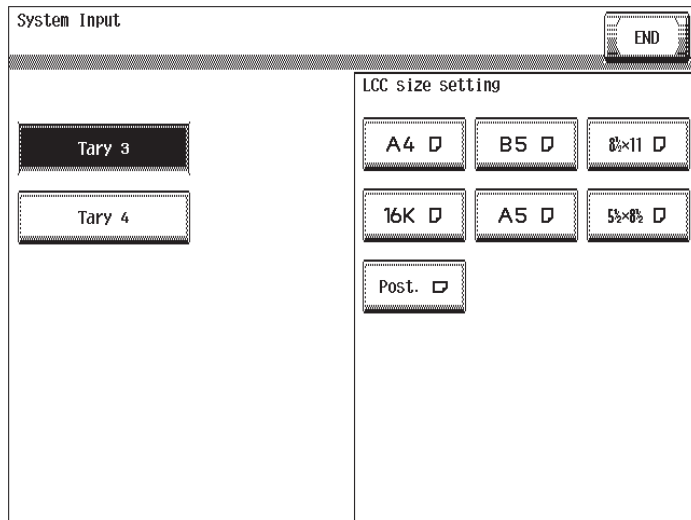 System Input
END
LCC size setting
Tary 3
A4
B5
8½×11
Tary 4
16K
A5
5½×8½
Post.